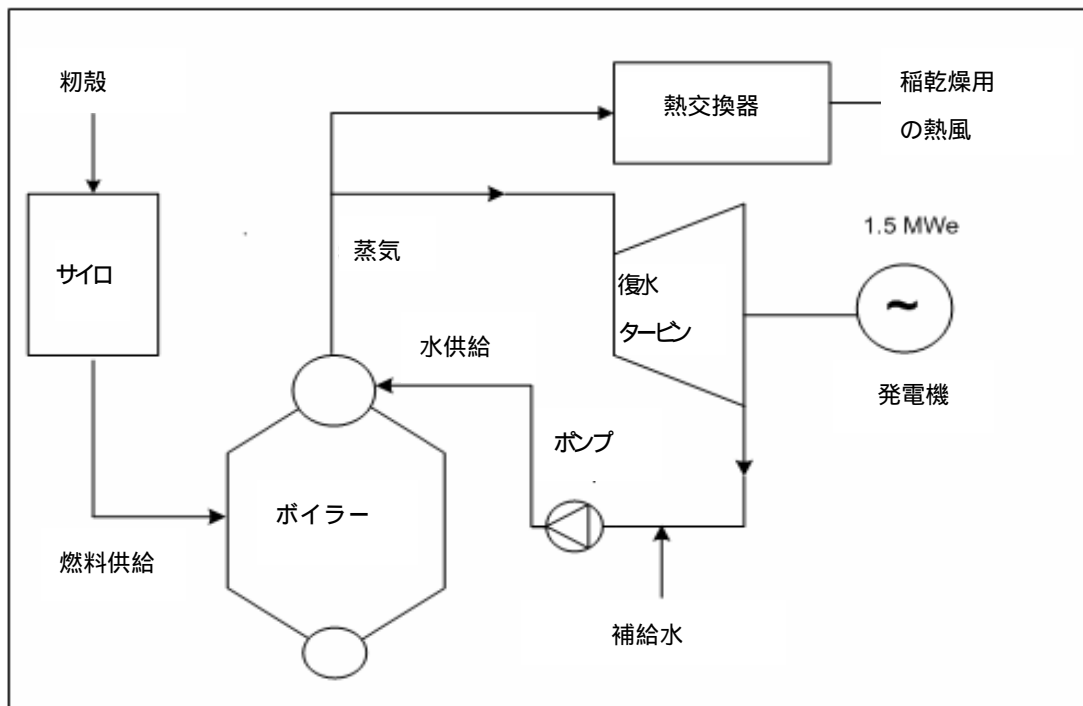 籾殻
サイロ
燃料供給
ボイラー
蒸気
水供給
ポンプ
補給水
復水
タービン
熱交換器
稲乾燥用
の熱風
1.5 MWe
~
発電機